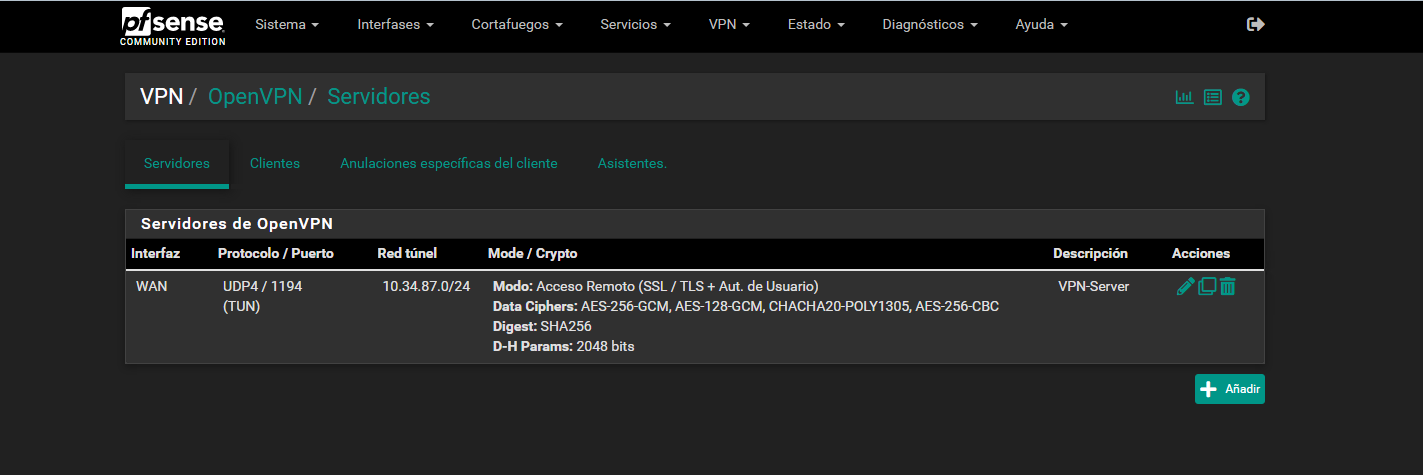 pfsense
COMMUNITY EDITION
Sistema Interfases Cortafuegos Servicios VPN Estado Diagnósticos Ayuda
VPN / OpenVPN / Servidores
Servidores Clientes Anulaciones específicas del cliente Asistentes.
Servidores de OpenVPN
Interfaz Protocolo / Puerto Red túnel Mode / Crypto Descripción Acciones
WAN UDP4 / 1194 10.34.87.0/24 Modo: Acceso Remoto (SSL / TLS + Aut. de Usuario) VPN-Server
(TUN) Data Ciphers: AES-256-GCM, AES-128-GCM, CHACHA20-POLY1305, AES-256-CBC
Digest: SHA256
D-H Params: 2048 bits
Añadir